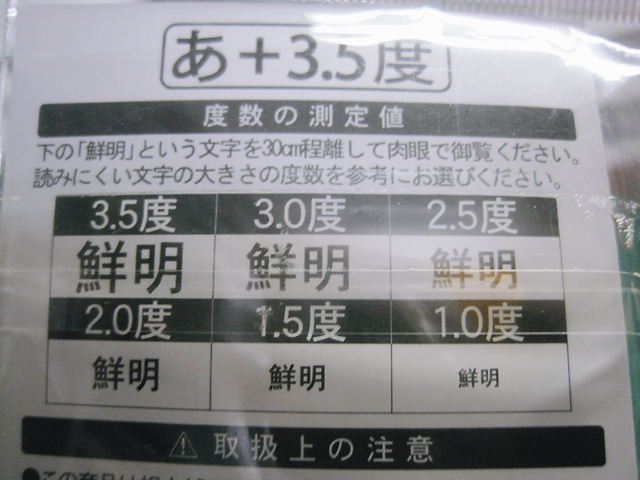 あ+3.5度
度数の測定値
下の「鮮明」という文字を30cm程離して肉眼で御覧ください。
読みにくい文字の大きさの度数を参考にお選びください。
3.5度 3.0度 2.5度
鮮明 鮮明 鮮明
2.0度 1.5度 1.0度
鮮明 鮮明 鮮明
⚠取扱上の注意
●この商品は